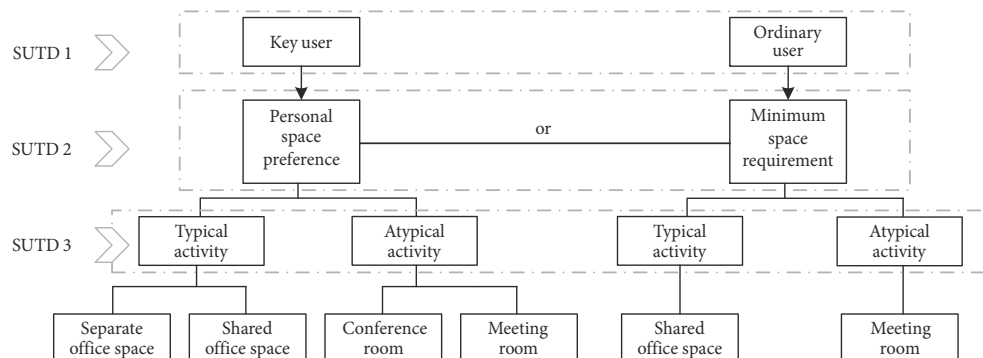 SUTD 1
Key user
Ordinary
user
SUTD 2
Personal
space
preference
or
Minimum
space
requirement
SUTD 3
Typical
activity
Atypical
activity
Typical
activity
Atypical
activity
Separate
office space
Shared
office space
Conference
room
Meeting
room
Shared
office space
Meeting
room